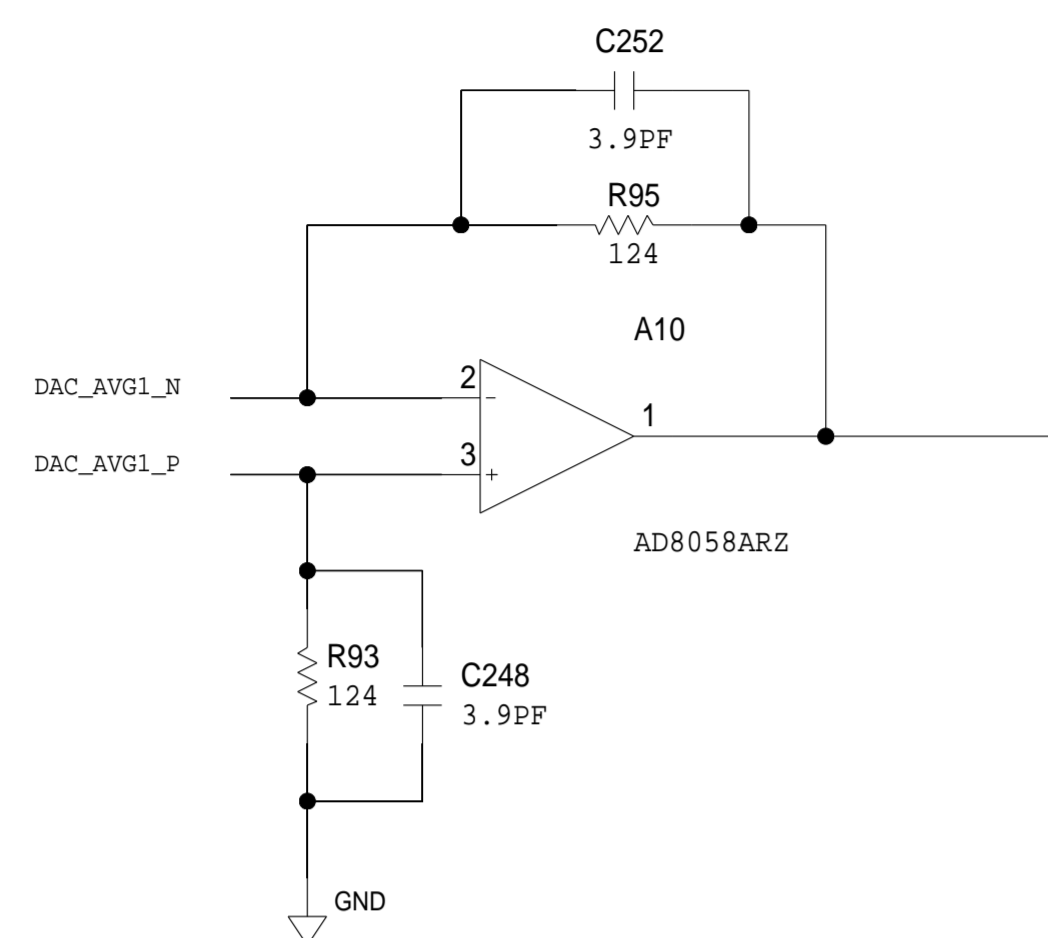 C252
3.9PF
R95
124
A10
DAC_AVG1_N
2
-
1
DAC_AVG1_P
3
+
AD8058ARZ
R93
124
C248
3.9PF
GND